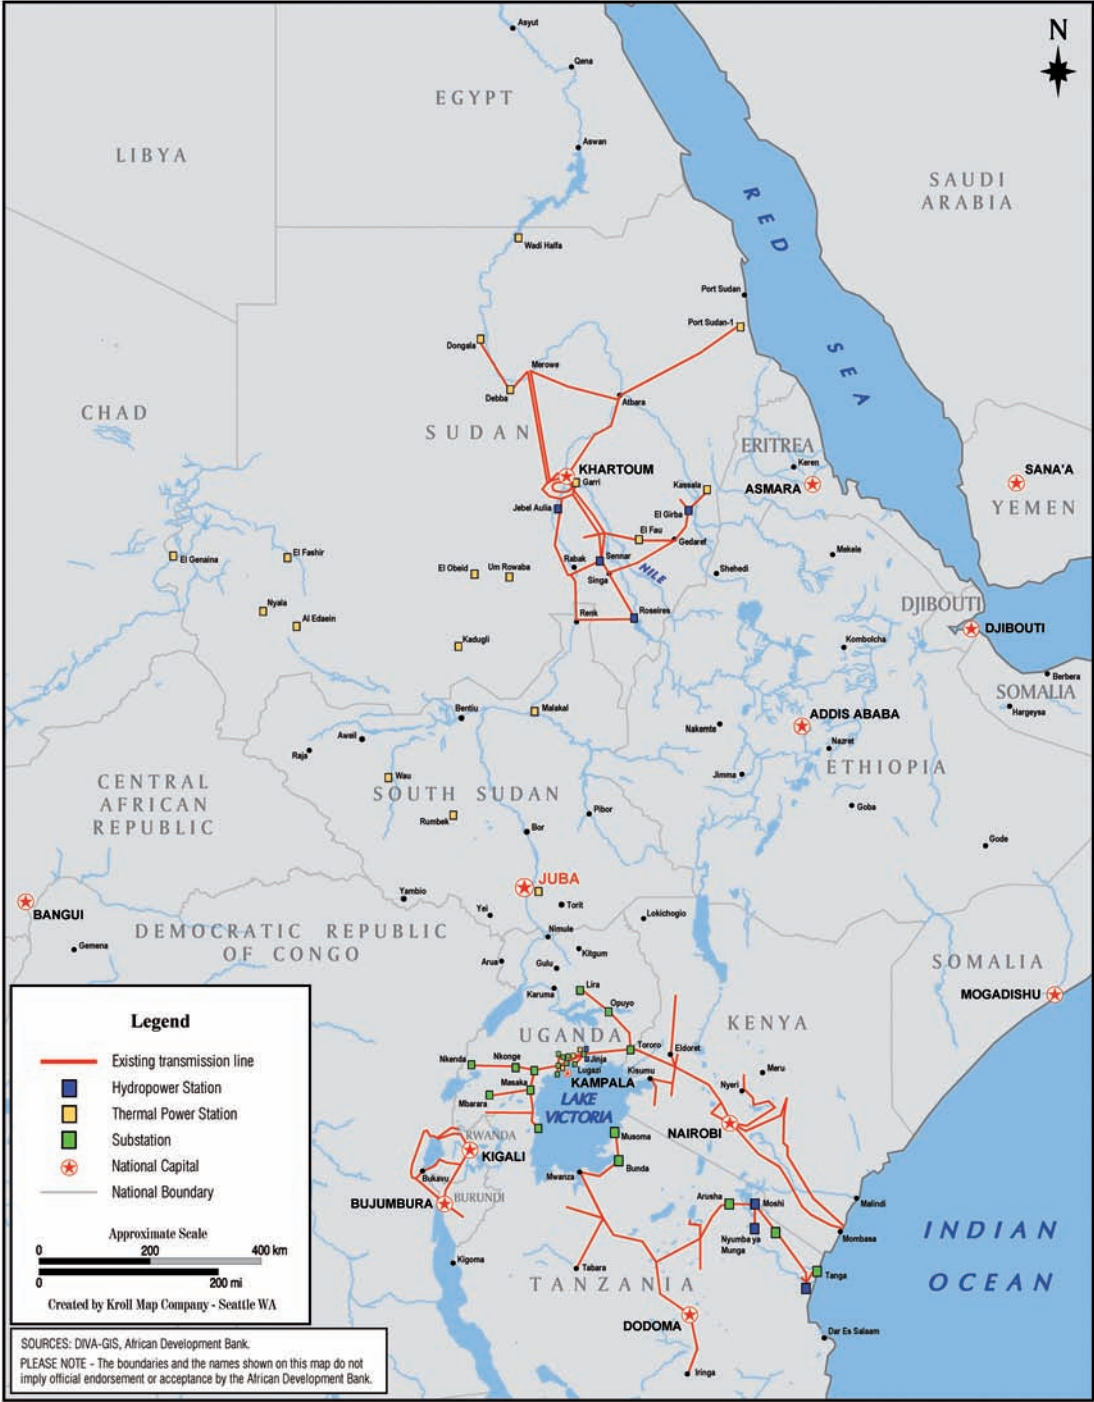 Asyut
N
Qena
EGYPT
LIBYA
Aswan
SAUDI
ARABIA
RED
SEA
Wadi Halfa
Port Sudan
Port Sudan-1
Dongala
Merowe
Debba
Atbara
CHAD
SUDAN
ERITREA
Keren
KHARTOUM
Garri
Kassala
ASMARA
SANA'A
YEMEN
Jebel Aulia
El Girba
El Fau
Gedaref
Mekele
El Genaina
El Fashir
Rabak
Sennar
El Obeid
Um Rowaba
Singa
NILE
Shehedi
Nyala
Al Edaein
Renk
Roseires
DJIBOUTI
DJIBOUTI
Kadugli
Kombolcha
Berbera
SOMALIA
Hargeysa
Bentiu
Malakal
ADDIS ABABA
Nakemte
Aweil
Raja
Nazret
Wau
Jimma
ETHIOPIA
CENTRAL
AFRICAN
REPUBLIC
SOUTH SUDAN
Rumbek
Pibor
Goba
Bor
Gode
JUBA
Yambio
BANGUI
Yei
Torit
Lokichogio
DEMOCRATIC REPUBLIC
OF CONGO
Gemena
Nimule
Kitgum
Arua
Gulu
SOMALIA
Karuma
Lira
MOGADISHU
Opuyo
UGANDA
KENYA
Tororo
Eldoret
Nkenda
Nkonge
Jinja
Lugazi
Masaka
KAMPALA
Kisumu
Meru
Nyeri
Mbarara
LAKE
VICTORIA
NAIROBI
RWANDA
Musoma
KIGALI
Bukavu
Mwanza
Bunda
BUJUMBURA
BURUNDI
Arusha
Moshi
Malindi
Nyumba ya
Munga
Mombasa
INDIAN
OCEAN
Kigoma
Tabara
TANZANIA
Tanga
DODOMA
Dar Es Salaam
Iringa
Legend
Existing transmission line
Hydropower Station
Thermal Power Station
Substation
National Capital
National Boundary
Approximate Scale
0 200 400 km
0 200 mi
Created by Kroll Map Company - Seattle WA
SOURCES: DIVA-GIS, African Development Bank.
PLEASE NOTE - The boundaries and the names shown on this map do not
imply official endorsement or acceptance by the African Development Bank.